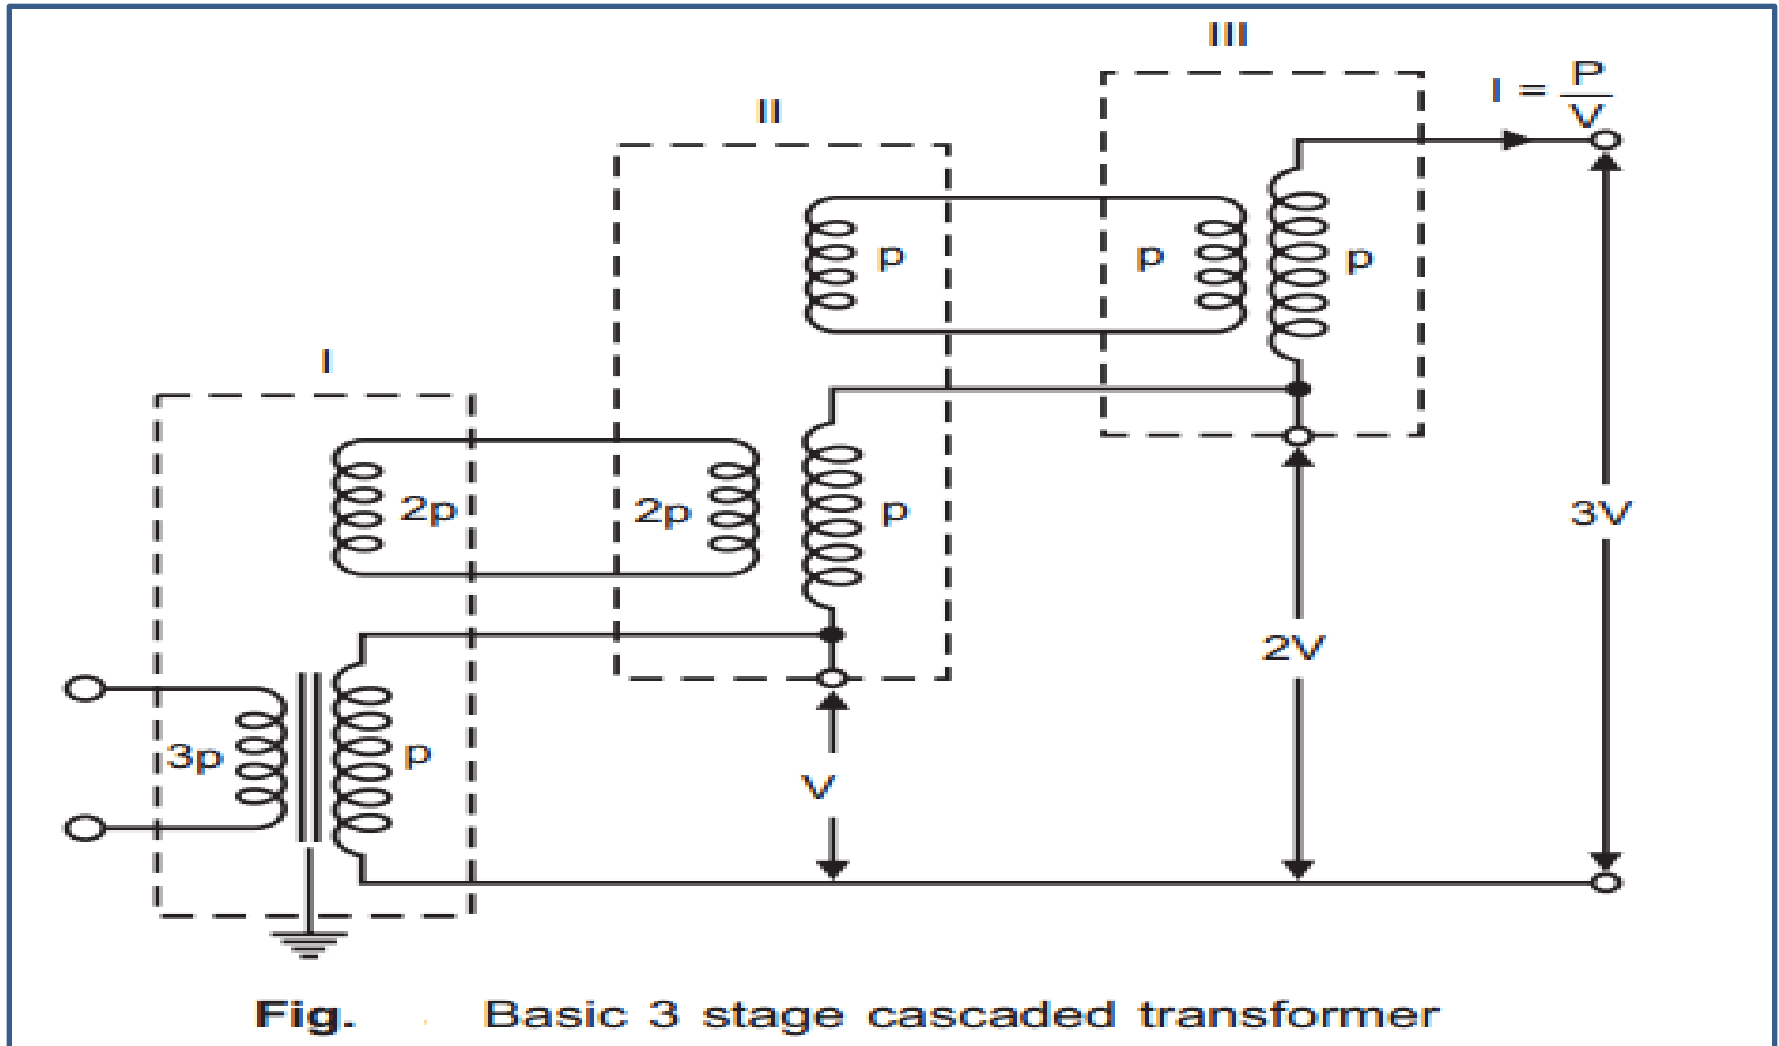 III
I = P
V
II
p
p
p
I
2p
2p
p
3V
2V
3p
p
V
Fig. Basic 3 stage cascaded transformer